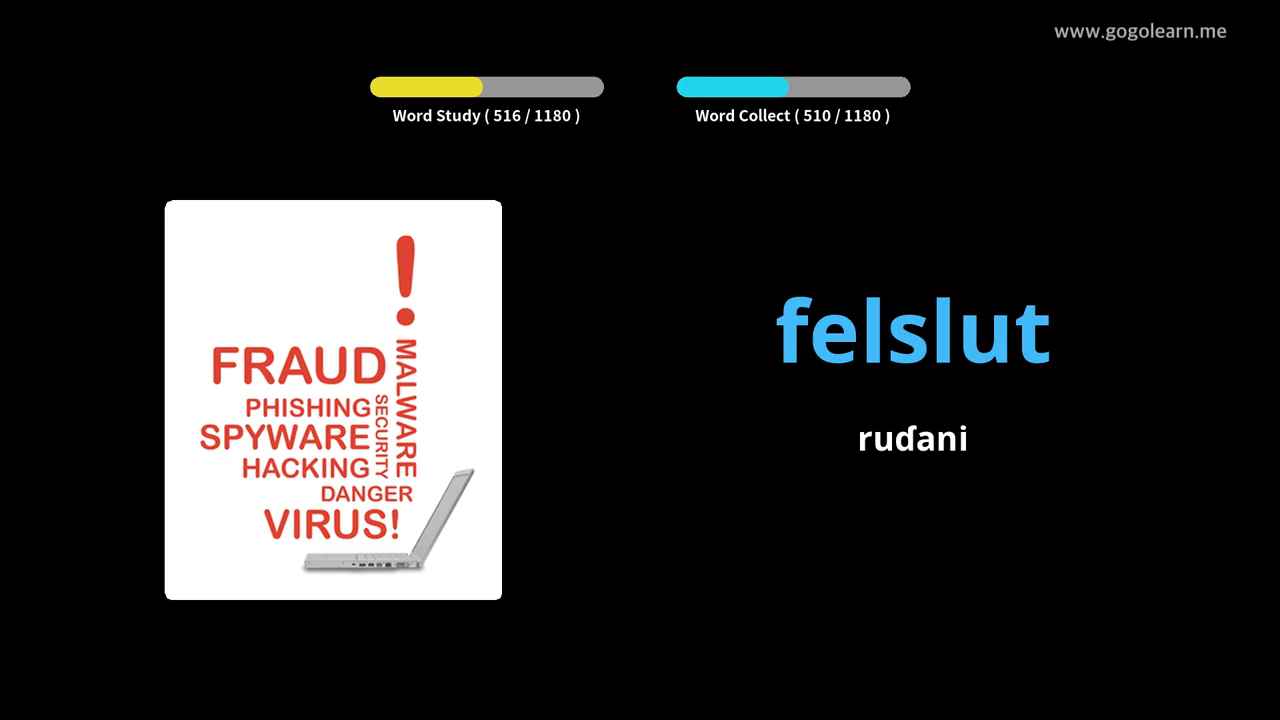 www.gogolearn.me
Word Study ( 516 / 1180 )
Word Collect ( 510 / 1180 )
!
FRAUD
MALWARE
PHISHING
SECURITY
SPYWARE
HACKING
DANGER
VIRUS!
felslut
ruɗani